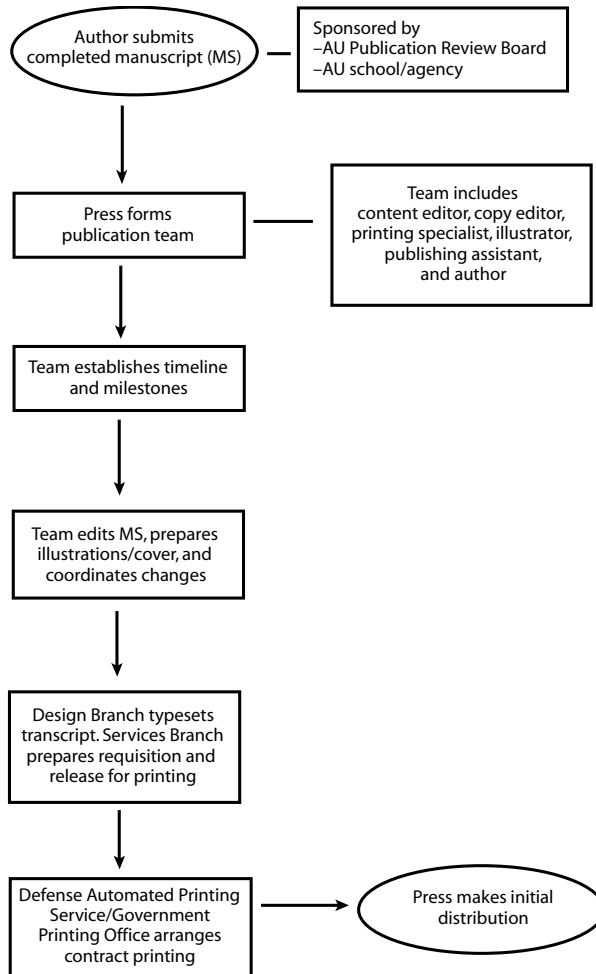 Author submits
completed manuscript (MS)
Sponsored by
–AU Publication Review Board
–AU school/agency
Press forms
publication team
Team includes
content editor, copy editor,
printing specialist, illustrator,
publishing assistant,
and author
Team establishes timeline
and milestones
Team edits MS, prepares
illustrations/cover, and
coordinates changes
Design Branch typesets
transcript. Services Branch
prepares requisition and
release for printing
Defense Automated Printing
Service/Government
Printing Office arranges
contract printing
Press makes initial
distribution